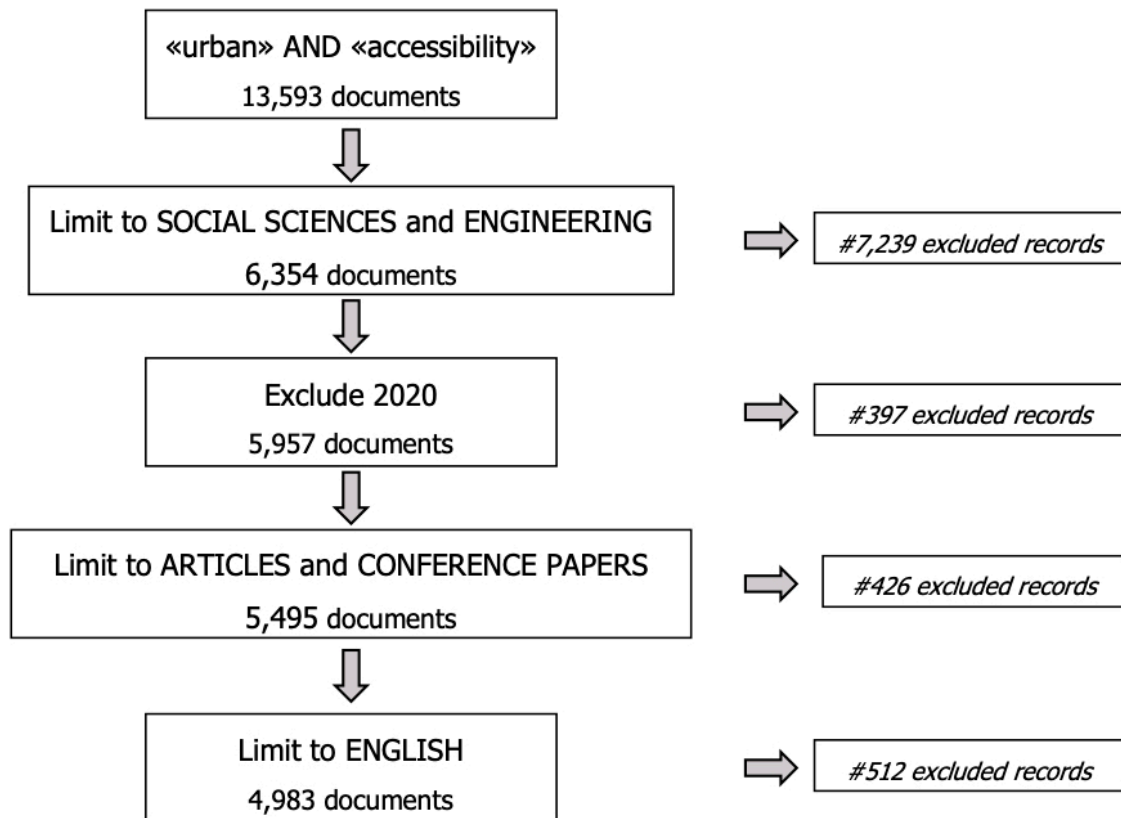 «urban» AND «accessibility»
13,593 documents
Limit to SOCIAL SCIENCES and ENGINEERING
6,354 documents
#7,239 excluded records
Exclude 2020
5,957 documents
#397 excluded records
Limit to ARTICLES and CONFERENCE PAPERS
5,495 documents
#426 excluded records
Limit to ENGLISH
4,983 documents
#512 excluded records